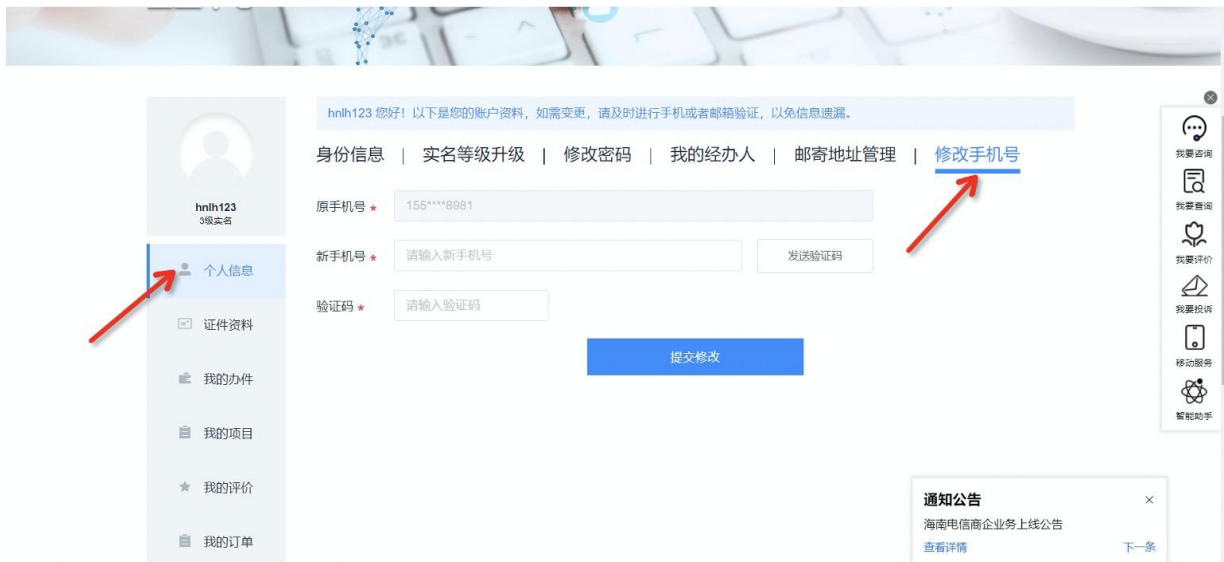 hnlh123 您好！以下是您的账户资料，如需变更，请及时进行手机或者邮箱验证，以免信息遗漏。
身份信息 | 实名等级升级 | 修改密码 | 我的经办人 | 邮寄地址管理 | 修改手机号
hnlh123
3级实名
原手机号 * 155****8981
新手机号 * 请输入新手机号 发送验证码
验证码 * 请输入验证码
提交修改
个人信息
证件资料
我的办件
我的项目
我的评价
我的订单
我要咨询
我要查询
我要评价
我要投诉
移动服务
智能助手
通知公告
海南电信商企业务上线公告
查看详情 下一条